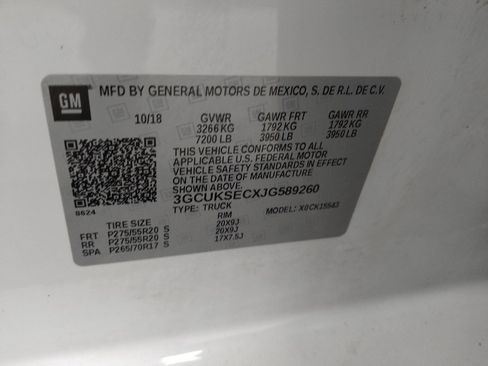 GM MFD BY GENERAL MOTORS DE MEXICO, S. DE R.L. DE C.V.
10/18 GVWR GAWR FRT GAWR RR
3266 KG 1792 KG 1792 KG
7200 LB 3950 LB 3950 LB
THIS VEHICLE CONFORMS TO ALL
APPLICABLE U.S. FEDERAL MOTOR
VEHICLE SAFETY STANDARDS IN EFFECT
ON THE DATE OF MANUFACTURE SHOWN ABOVE.
3GCUKSECXJG589260
TYPE: TRUCK MODEL: X0CK15543
8624
TIRE SIZE RIM
FRT P275/55R20 S 20X9J
RR P275/55R20 S 20X9J
SPA P265/70R17 S 17X7.5J